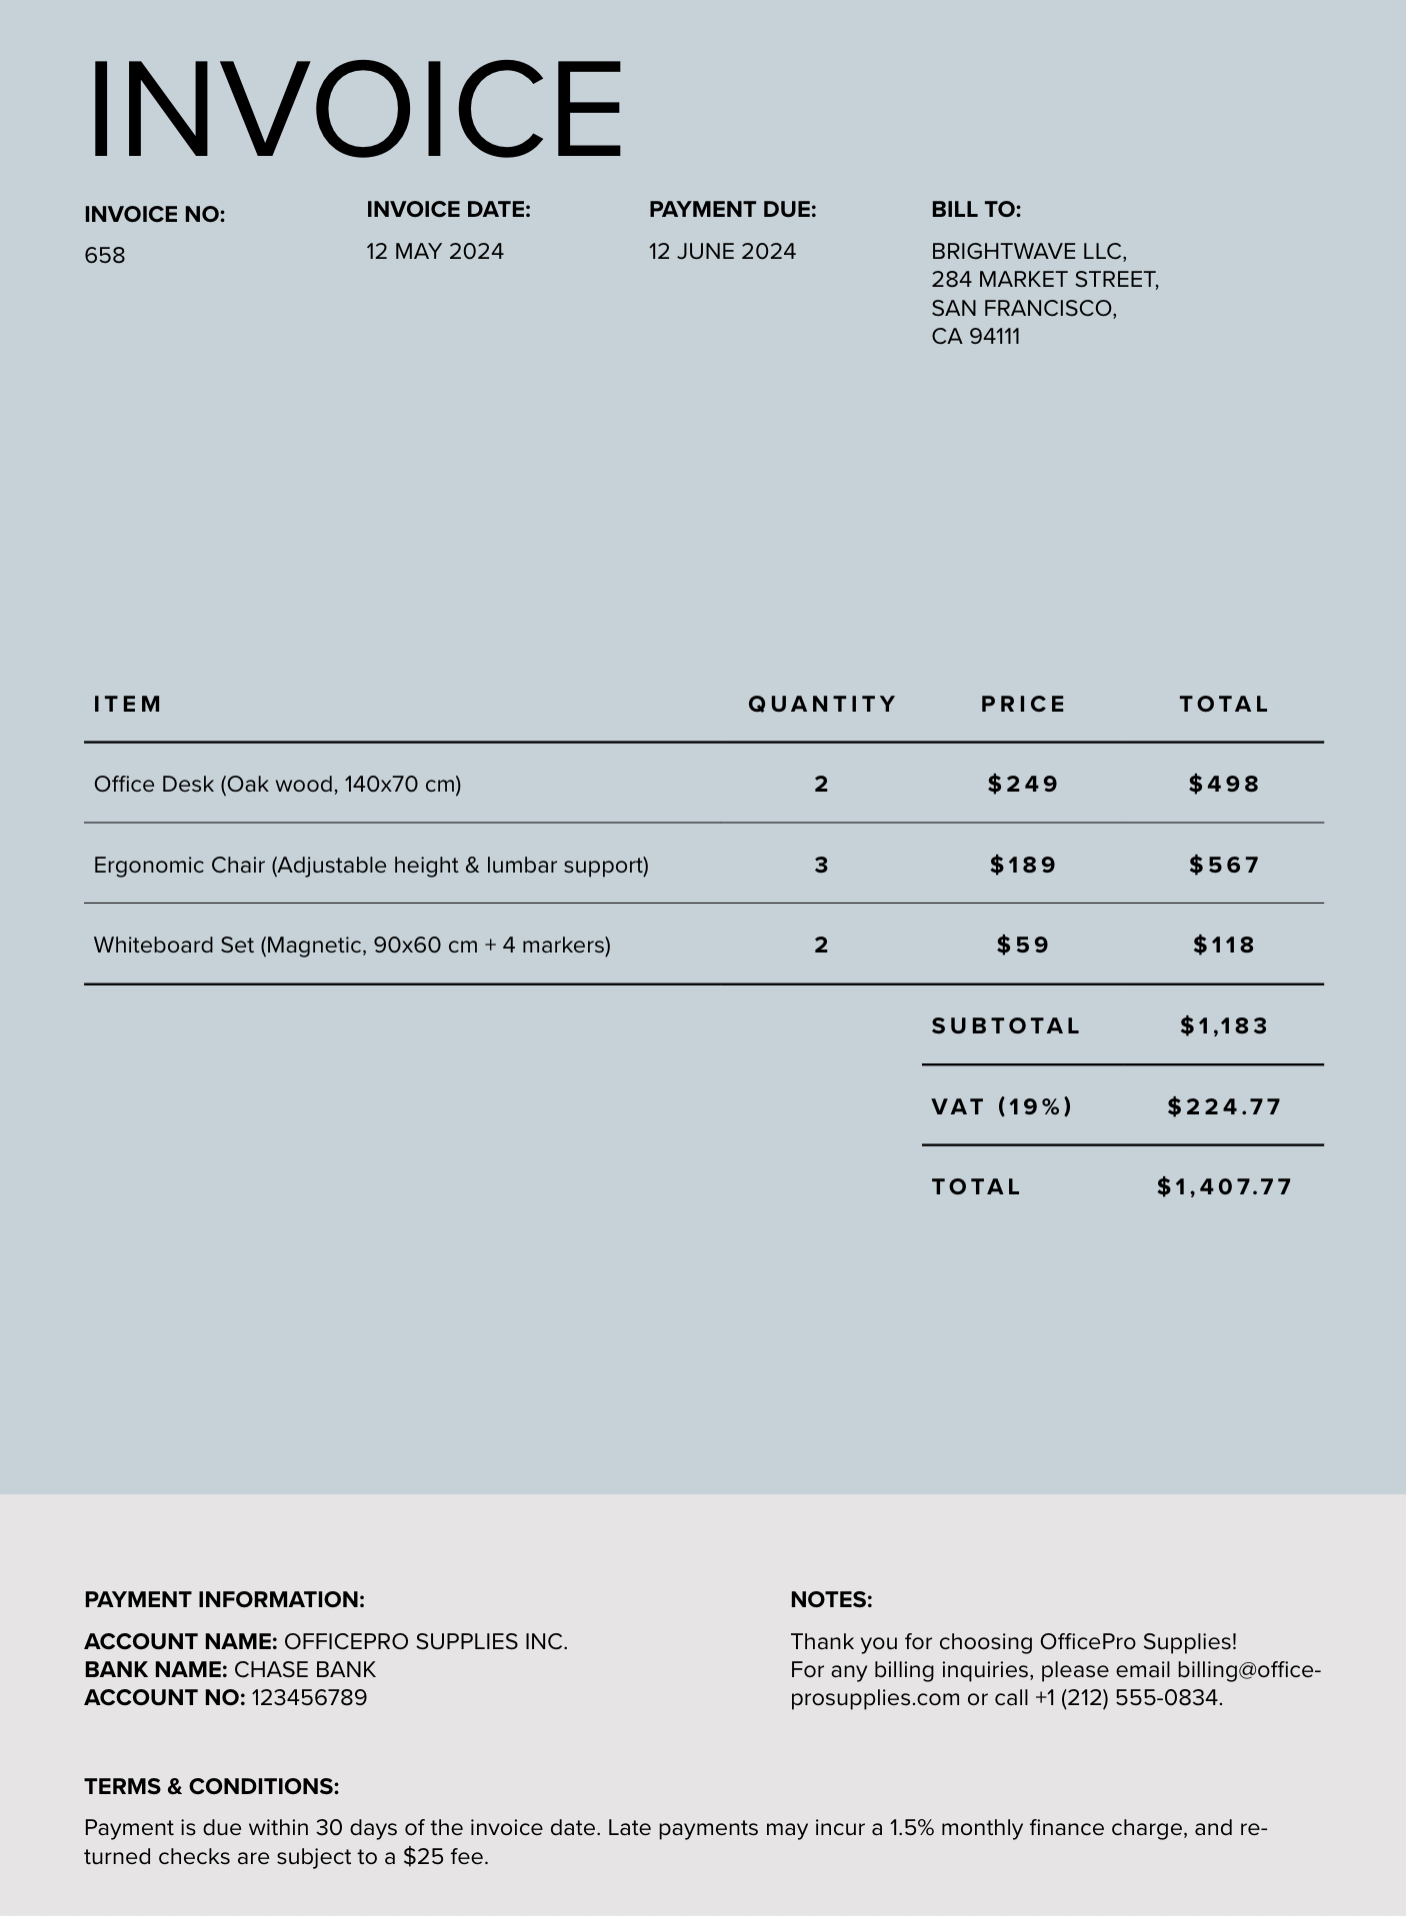 INVOICE
INVOICE NO:
658
INVOICE DATE:
12 MAY 2024
PAYMENT DUE:
12 JUNE 2024
BILL TO:
BRIGHTWAVE LLC,
284 MARKET STREET,
SAN FRANCISCO,
CA 94111
ITEM QUANTITY PRICE TOTAL
Office Desk (Oak wood, 140x70 cm) 2 $249 $498
Ergonomic Chair (Adjustable height & lumbar support) 3 $189 $567
Whiteboard Set (Magnetic, 90x60 cm + 4 markers) 2 $59 $118
SUBTOTAL $1,183
VAT (19%) $224.77
TOTAL $1,407.77
PAYMENT INFORMATION:
ACCOUNT NAME: OFFICEPRO SUPPLIES INC.
BANK NAME: CHASE BANK
ACCOUNT NO: 123456789
NOTES:
Thank you for choosing OfficePro Supplies!
For any billing inquiries, please email billing@office-
prosupplies.com or call +1 (212) 555-0834.
TERMS & CONDITIONS:
Payment is due within 30 days of the invoice date. Late payments may incur a 1.5% monthly finance charge, and re-
turned checks are subject to a $25 fee.